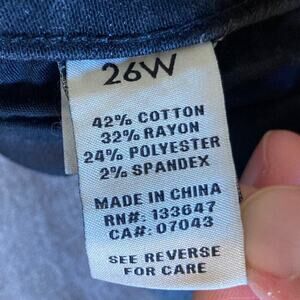 26W
42% COTTON
32% RAYON
24% POLYESTER
2% SPANDEX
MADE IN CHINA
RN#: 133647
CA#: 07043
SEE REVERSE
FOR CARE